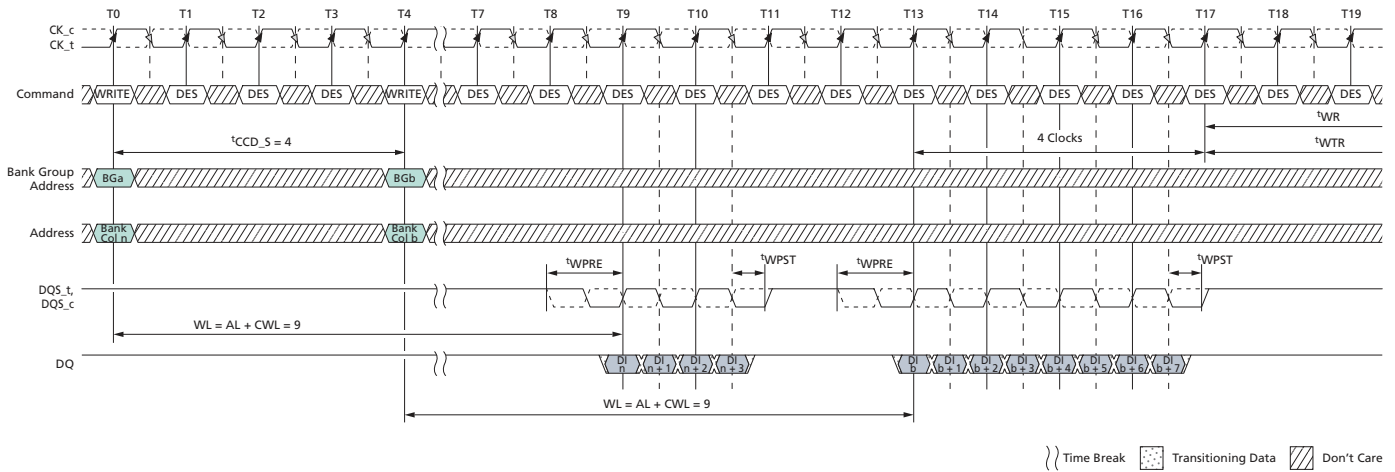 T0 T1 T2 T3 T4 T7 T8 T9 T10 T11 T12 T13 T14 T15 T16 T17 T18 T19
CK_c
CK_t
Command WRITE DES DES DES WRITE DES DES DES DES DES DES DES DES DES DES DES DES DES
tWR
tCCD_S = 4 4 Clocks tWTR
Bank Group
Address
BGa BGb
Address
Bank
Col n
Bank
Col b
tWPRE tWPST tWPRE tWPST
DQS_t,
DQS_c
WL = AL + CWL = 9
DQ
DI
n
DI
n + 1
DI
n + 2
DI
n + 3
DI
b
DI
b + 1
DI
b + 2
DI
b + 3
DI
b + 4
DI
b + 5
DI
b + 6
DI
b + 7
WL = AL + CWL = 9
Time Break Transitioning Data Don't Care